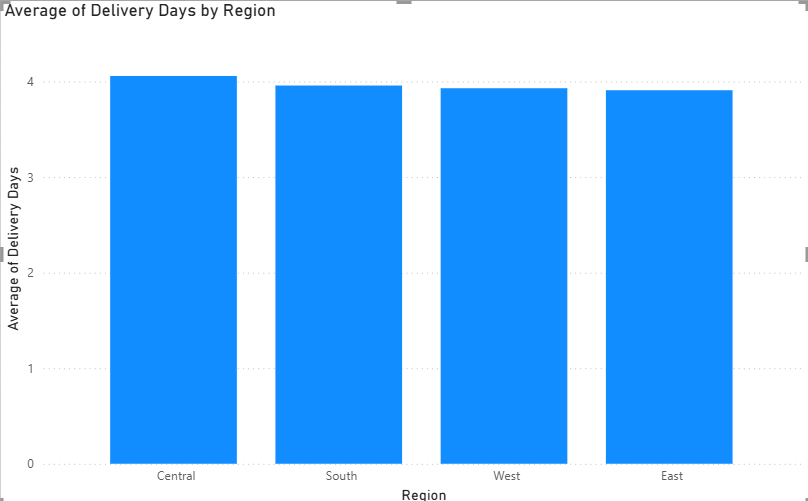 Average of Delivery Days by Region
Average of Delivery Days
4
3
2
1
0
Central South West East
Region